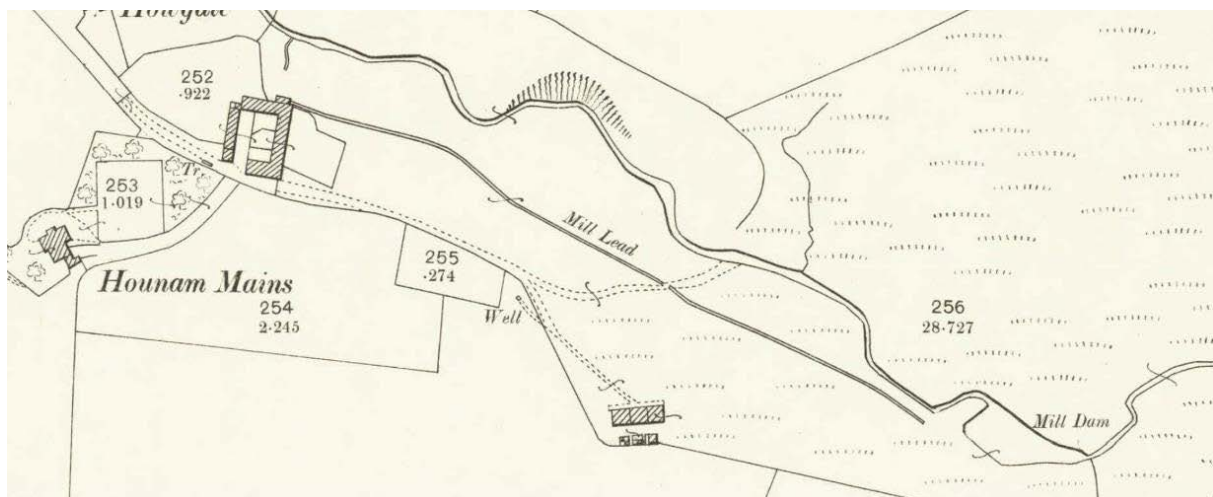 Howgate
252
·922
Tr.
253
1·019
Mill Lead
255
·274
Hounam Mains
254
2·245
Well
256
28·727
Mill Dam